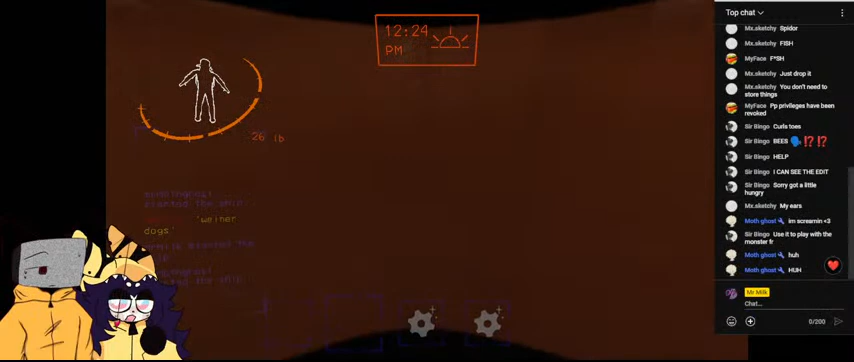 12:24
PM
26 lb
started the ship.
'weiner
dogs'
Top chat
Mx.sketchy Spidor
Mx.sketchy FISH
MyFace F*SH
Mx.sketchy Just drop it
Mx.sketchy You don't need to
store things
MyFace Pp privileges have been
revoked
Sir Bingo Curls toes
Sir Bingo BEES 🗣️⁉️⁉️
Sir Bingo HELP
Sir Bingo I CAN SEE THE EDIT
Sir Bingo Sorry got a little
hungry
Mx.sketchy My ears
Moth ghost im screamin <3
Sir Bingo Use it to play with the
monster fr
Moth ghost huh
Moth ghost HUH
Mr Milk
Chat...
0/200